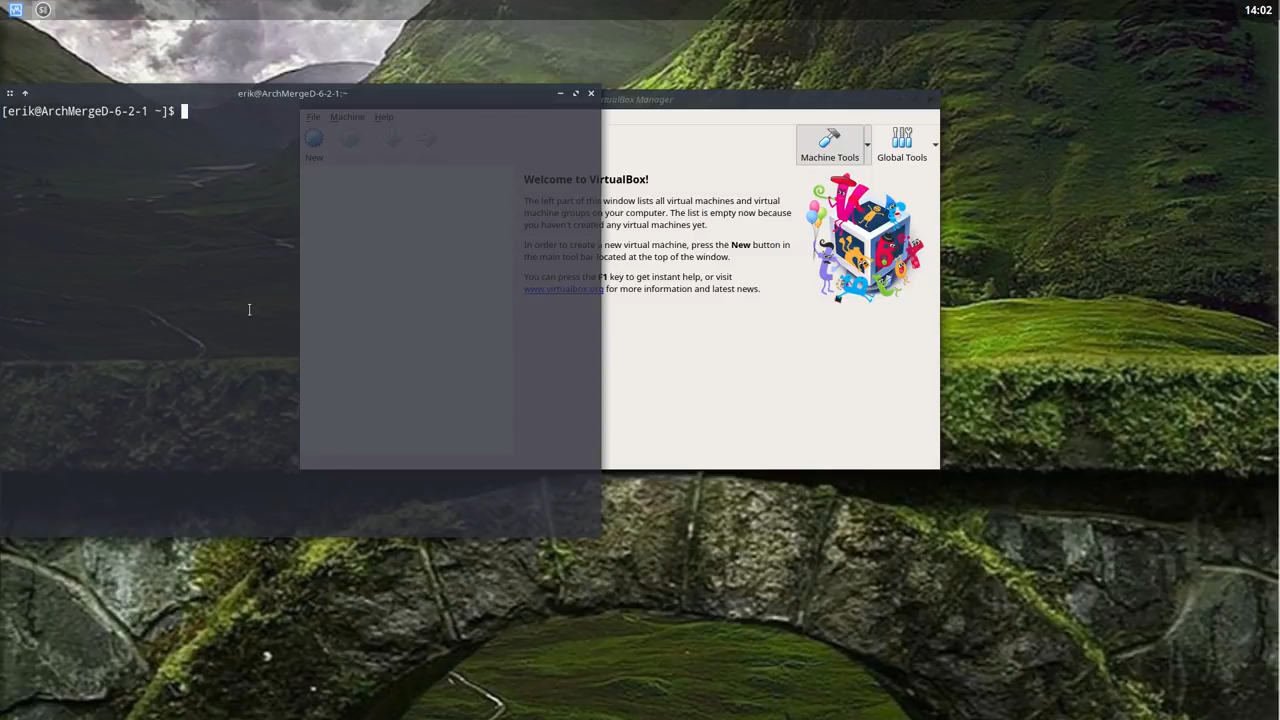 14:02
erik@ArchMergeD-6-2-1:~
[erik@ArchMergeD-6-2-1 ~]$
VirtualBox Manager
File Machine Help
New
Machine Tools
Global Tools
Welcome to VirtualBox!
The left part of this window lists all virtual machines and virtual
machine groups on your computer. The list is empty now because
you haven't created any virtual machines yet.
In order to create a new virtual machine, press the New button in
the main tool bar located at the top of the window.
You can press the F1 key to get instant help, or visit
www.virtualbox.org for more information and latest news.